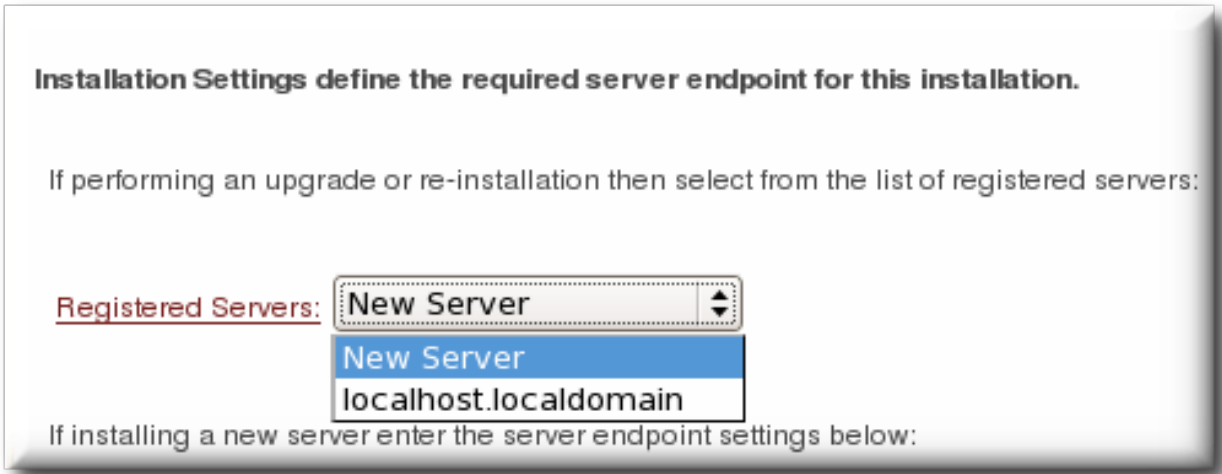 Installation Settings define the required server endpoint for this installation.
If performing an upgrade or re-installation then select from the list of registered servers:
Registered Servers: New Server
New Server
localhost.localdomain
If installing a new server enter the server endpoint settings below: